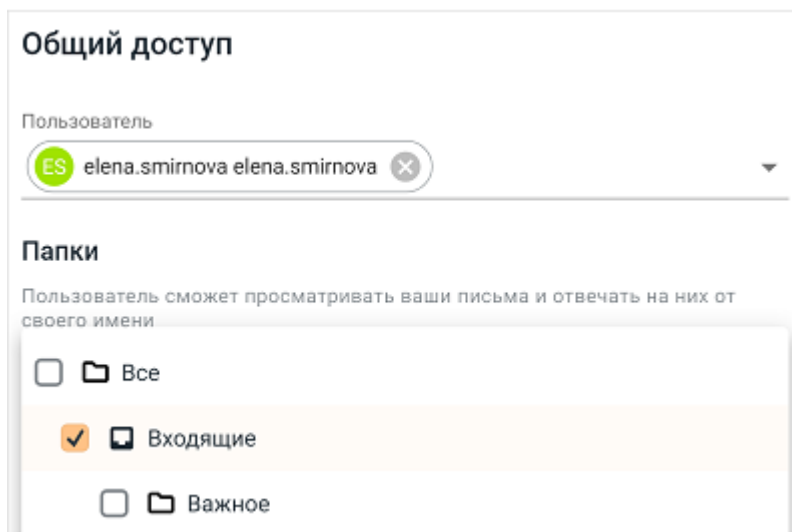 Общий доступ
Пользователь
ES elena.smirnova elena.smirnova
Папки
Пользователь сможет просматривать ваши письма и отвечать на них от
своего имени
Все
Входящие
Важное